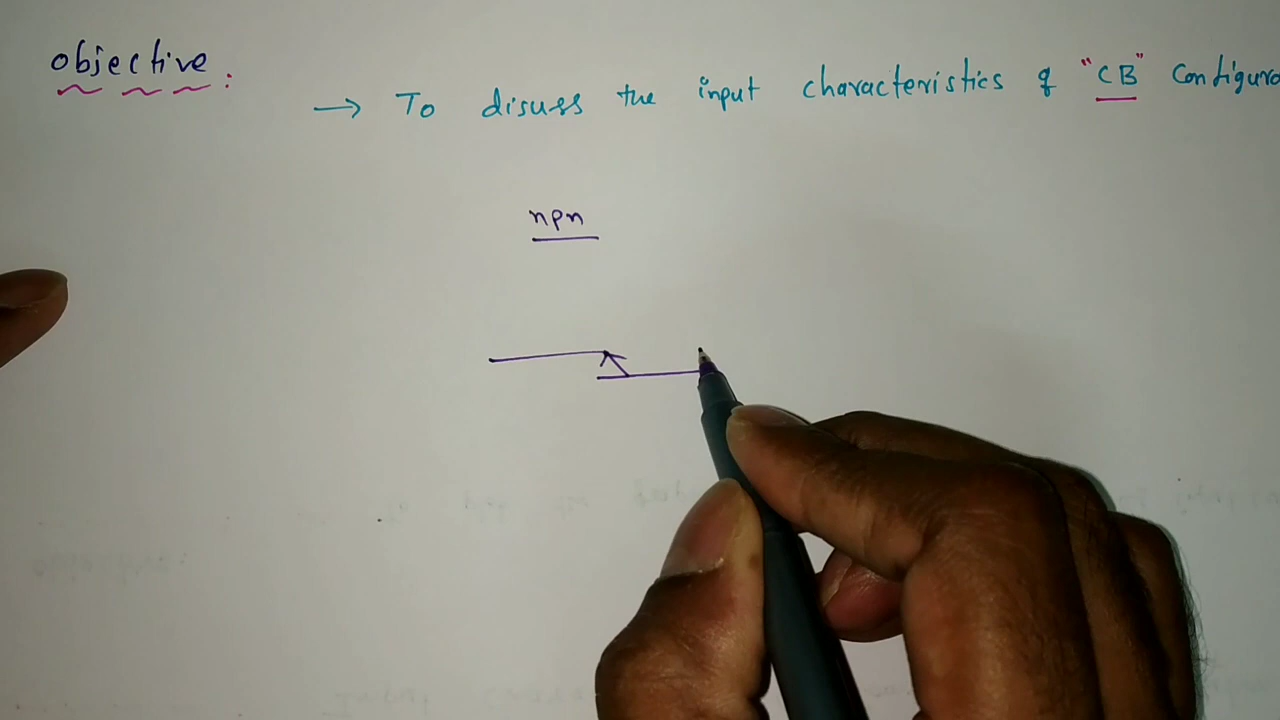 objective :
→ To disuss the input characteristics of "CB" Configura
npn